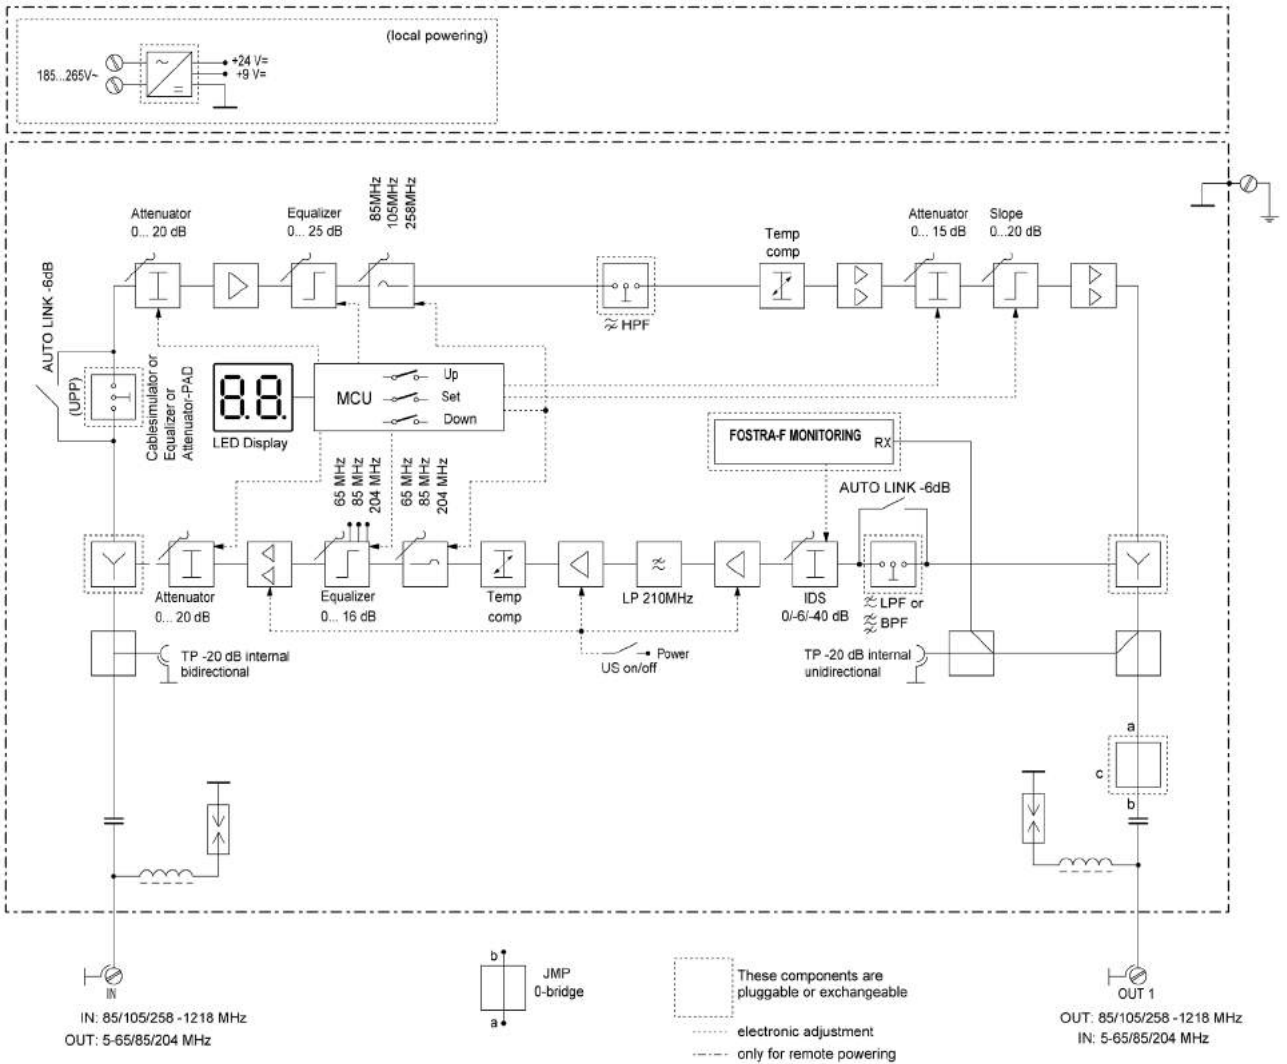 (local powering)
185...265V~
+24 V=
+9 V=
Attenuator
0... 20 dB
Equalizer
0... 25 dB
85MHz
105MHz
258MHz
HPF
Temp
comp
Attenuator
0... 15 dB
Slope
0...20 dB
AUTO LINK -6dB
(UPP)
Cablesimulator or
Equalizer or
Attenuator-PAD
8.8.
LED Display
MCU
Up
Set
Down
FOSTRA-F MONITORING
RX
65 MHz
85 MHz
204 MHz
65 MHz
85 MHz
204 MHz
AUTO LINK -6dB
Attenuator
0... 20 dB
Equalizer
0... 16 dB
Temp
comp
LP 210MHz
IDS
0/-6/-40 dB
LPF or
BPF
TP -20 dB internal
bidirectional
US on/off
Power
TP -20 dB internal
unidirectional
a
c
b
IN
IN: 85/105/258 -1218 MHz
OUT: 5-65/85/204 MHz
b
a
JMP
0-bridge
These components are
pluggable or exchangeable
electronic adjustment
only for remote powering
OUT 1
OUT: 85/105/258 -1218 MHz
IN: 5-65/85/204 MHz